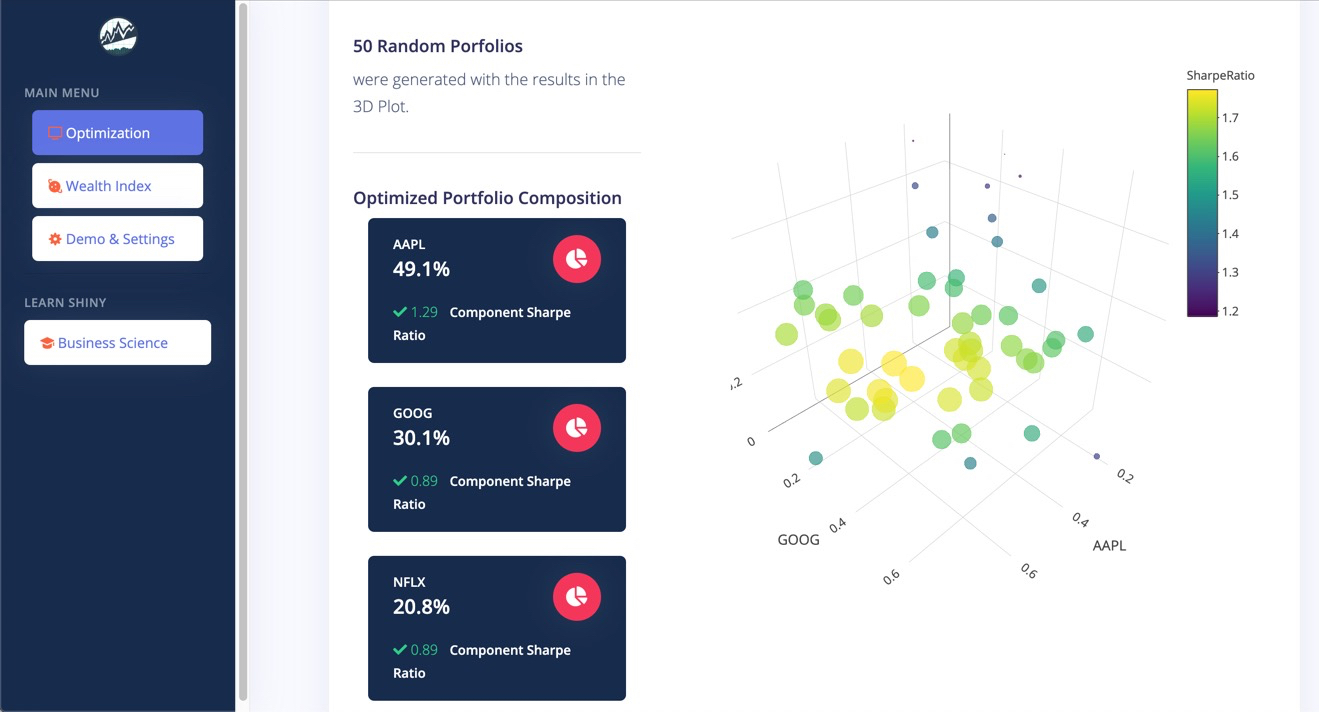 MAIN MENU
Optimization
Wealth Index
Demo & Settings
LEARN SHINY
Business Science
50 Random Porfolios
were generated with the results in the
3D Plot.
Optimized Portfolio Composition
AAPL
49.1%
1.29 Component Sharpe
Ratio
GOOG
30.1%
0.89 Component Sharpe
Ratio
NFLX
20.8%
0.89 Component Sharpe
Ratio
SharpeRatio
1.7
1.6
1.5
1.4
1.3
1.2
.2
0
0.2
0.4
0.6
GOOG
0.2
0.4
0.6
AAPL